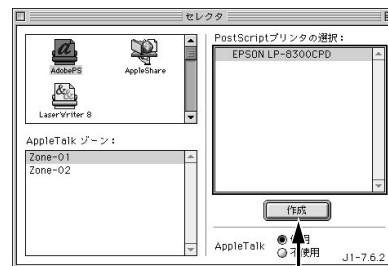 セレクタ
AdobePS
AppleShare
LaserWriter 8
AppleTalk ゾーン：
Zone-01
Zone-02
PostScriptプリンタの選択：
EPSON LP-8300CPD
作成
AppleTalk
使用
不使用
J1-7.6.2